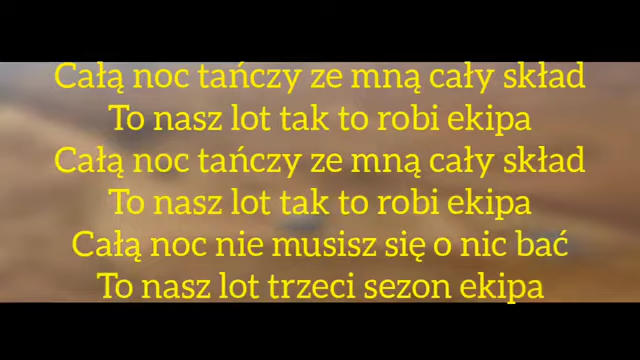 Całą noc tańczy ze mną cały skład
To nasz lot tak to robi ekipa
Całą noc tańczy ze mną cały skład
To nasz lot tak to robi ekipa
Całą noc nie musisz się o nic bać
To nasz lot trzeci sezon ekipa